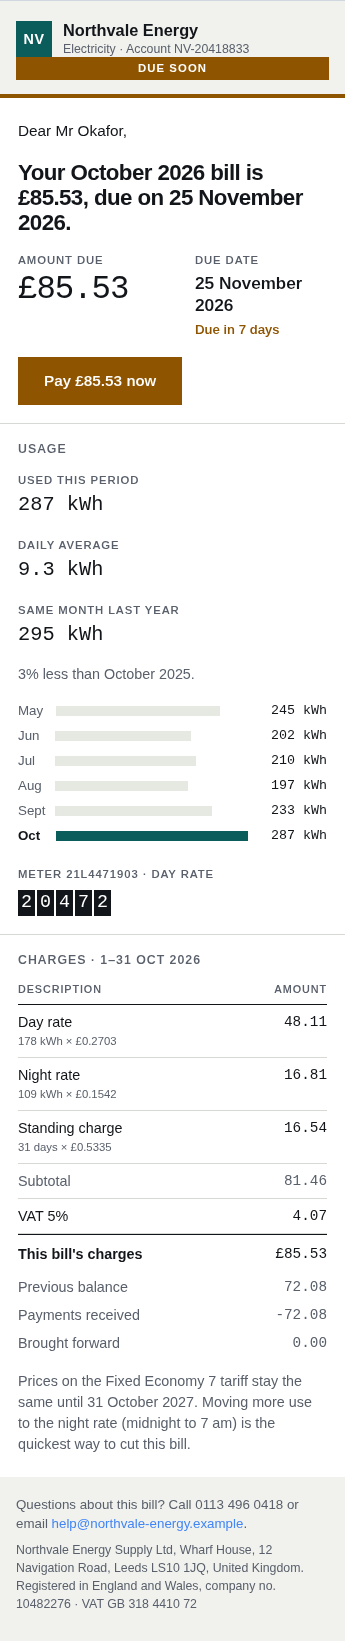 NV
Northvale Energy
Electricity · Account NV-20418833
DUE SOON
Dear Mr Okafor,
Your October 2026 bill is
£85.53, due on 25 November
2026.
AMOUNT DUE
£85.53
DUE DATE
25 November
2026
Due in 7 days
Pay £85.53 now
USAGE
USED THIS PERIOD
287 kWh
DAILY AVERAGE
9.3 kWh
SAME MONTH LAST YEAR
295 kWh
3% less than October 2025.
May 245 kWh
Jun 202 kWh
Jul 210 kWh
Aug 197 kWh
Sept 233 kWh
Oct 287 kWh
METER 21L4471903 · DAY RATE
20472
CHARGES · 1–31 OCT 2026
DESCRIPTION AMOUNT
Day rate 48.11
178 kWh × £0.2703
Night rate 16.81
109 kWh × £0.1542
Standing charge 16.54
31 days × £0.5335
Subtotal 81.46
VAT 5% 4.07
This bill's charges £85.53
Previous balance 72.08
Payments received -72.08
Brought forward 0.00
Prices on the Fixed Economy 7 tariff stay the
same until 31 October 2027. Moving more use
to the night rate (midnight to 7 am) is the
quickest way to cut this bill.
Questions about this bill? Call 0113 496 0418 or
email help@northvale-energy.example.
Northvale Energy Supply Ltd, Wharf House, 12
Navigation Road, Leeds LS10 1JQ, United Kingdom.
Registered in England and Wales, company no.
10482276 · VAT GB 318 4410 72